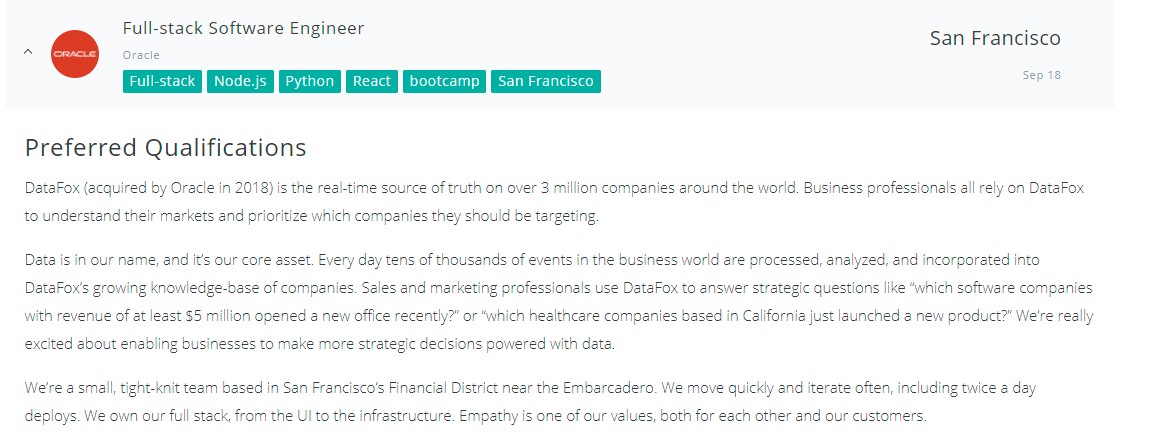 Full-stack Software Engineer
San Francisco
ORACLE
Oracle
Sep 18
Full-stack Node.js Python React bootcamp San Francisco
Preferred Qualifications
DataFox (acquired by Oracle in 2018) is the real-time source of truth on over 3 million companies around the world. Business professionals all rely on DataFox
to understand their markets and prioritize which companies they should be targeting.
Data is in our name, and it's our core asset. Every day tens of thousands of events in the business world are processed, analyzed, and incorporated into
DataFox's growing knowledge-base of companies. Sales and marketing professionals use DataFox to answer strategic questions like "which software companies
with revenue of at least $5 million opened a new office recently?" or "which healthcare companies based in California just launched a new product?" We're really
excited about enabling businesses to make more strategic decisions powered with data.
We're a small, tight-knit team based in San Francisco's Financial District near the Embarcadero. We move quickly and iterate often, including twice a day
deploys. We own our full stack, from the UI to the infrastructure. Empathy is one of our values, both for each other and our customers.